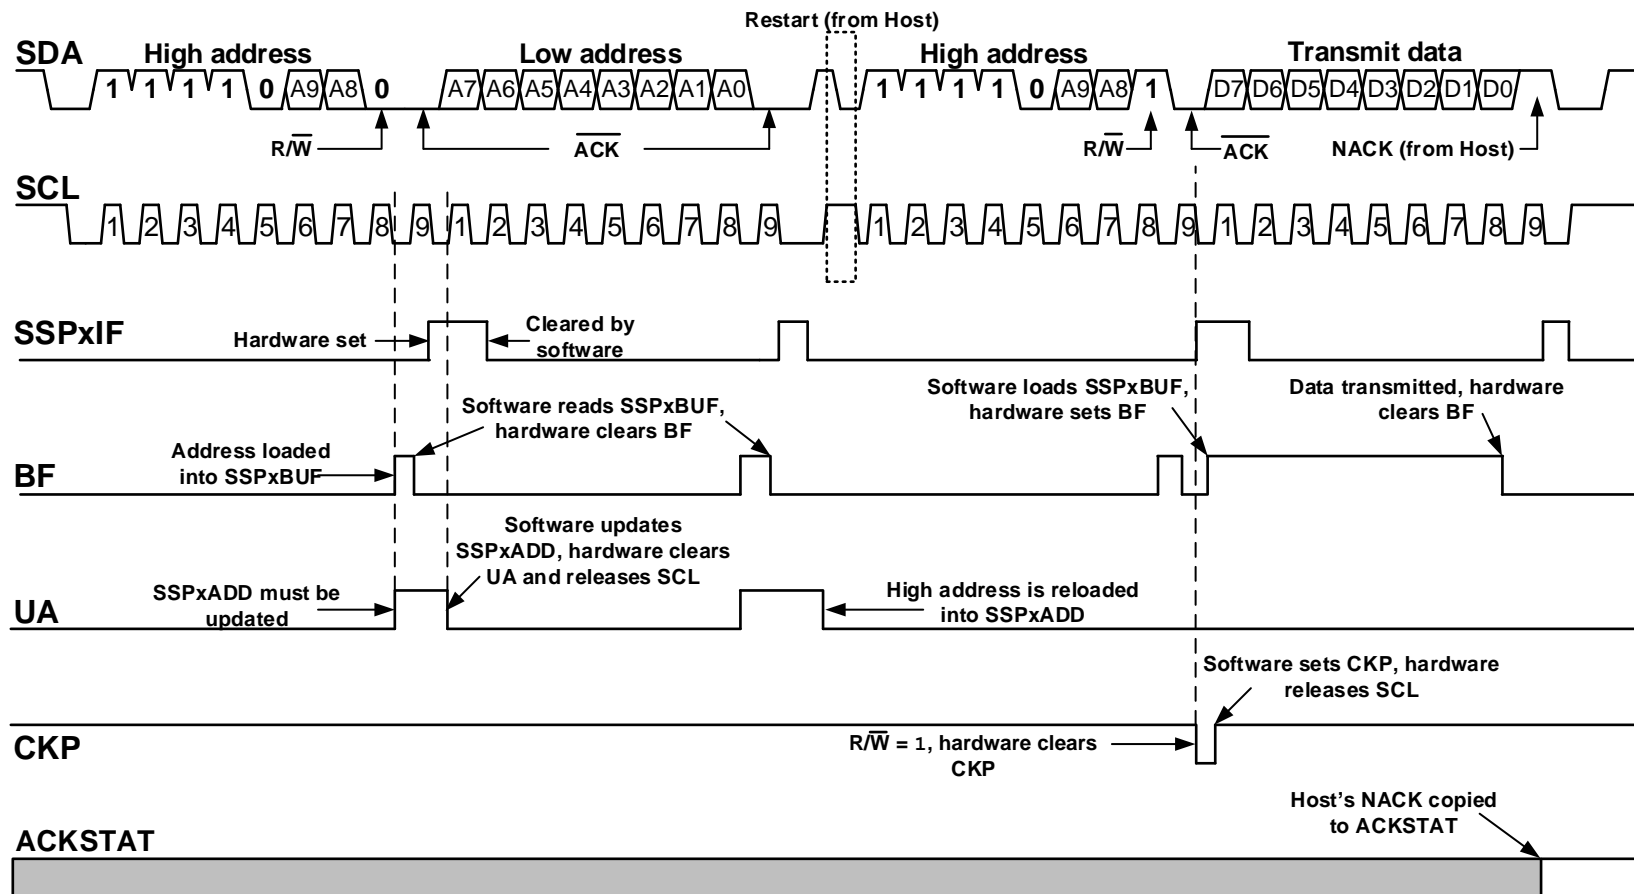 Restart (from Host)
SDA
High address
Low address
High address
Transmit data
1 1 1 1 0 A9 A8 0
A7 A6 A5 A4 A3 A2 A1 A0
1 1 1 1 0 A9 A8 1
D7 D6 D5 D4 D3 D2 D1 D0
R/W̅
A̅C̅K̅
R/W̅
A̅C̅K̅
NACK (from Host)
SCL
1 2 3 4 5 6 7 8 9 1 2 3 4 5 6 7 8 9
1 2 3 4 5 6 7 8 9 1 2 3 4 5 6 7 8 9
SSPxIF
Hardware set
Cleared by
software
BF
Address loaded
into SSPxBUF
Software reads SSPxBUF,
hardware clears BF
Software loads SSPxBUF,
hardware sets BF
Data transmitted, hardware
clears BF
UA
SSPxADD must be
updated
Software updates
SSPxADD, hardware clears
UA and releases SCL
High address is reloaded
into SSPxADD
CKP
R/W̅ = 1, hardware clears
CKP
Software sets CKP, hardware
releases SCL
ACKSTAT
Host's NACK copied
to ACKSTAT